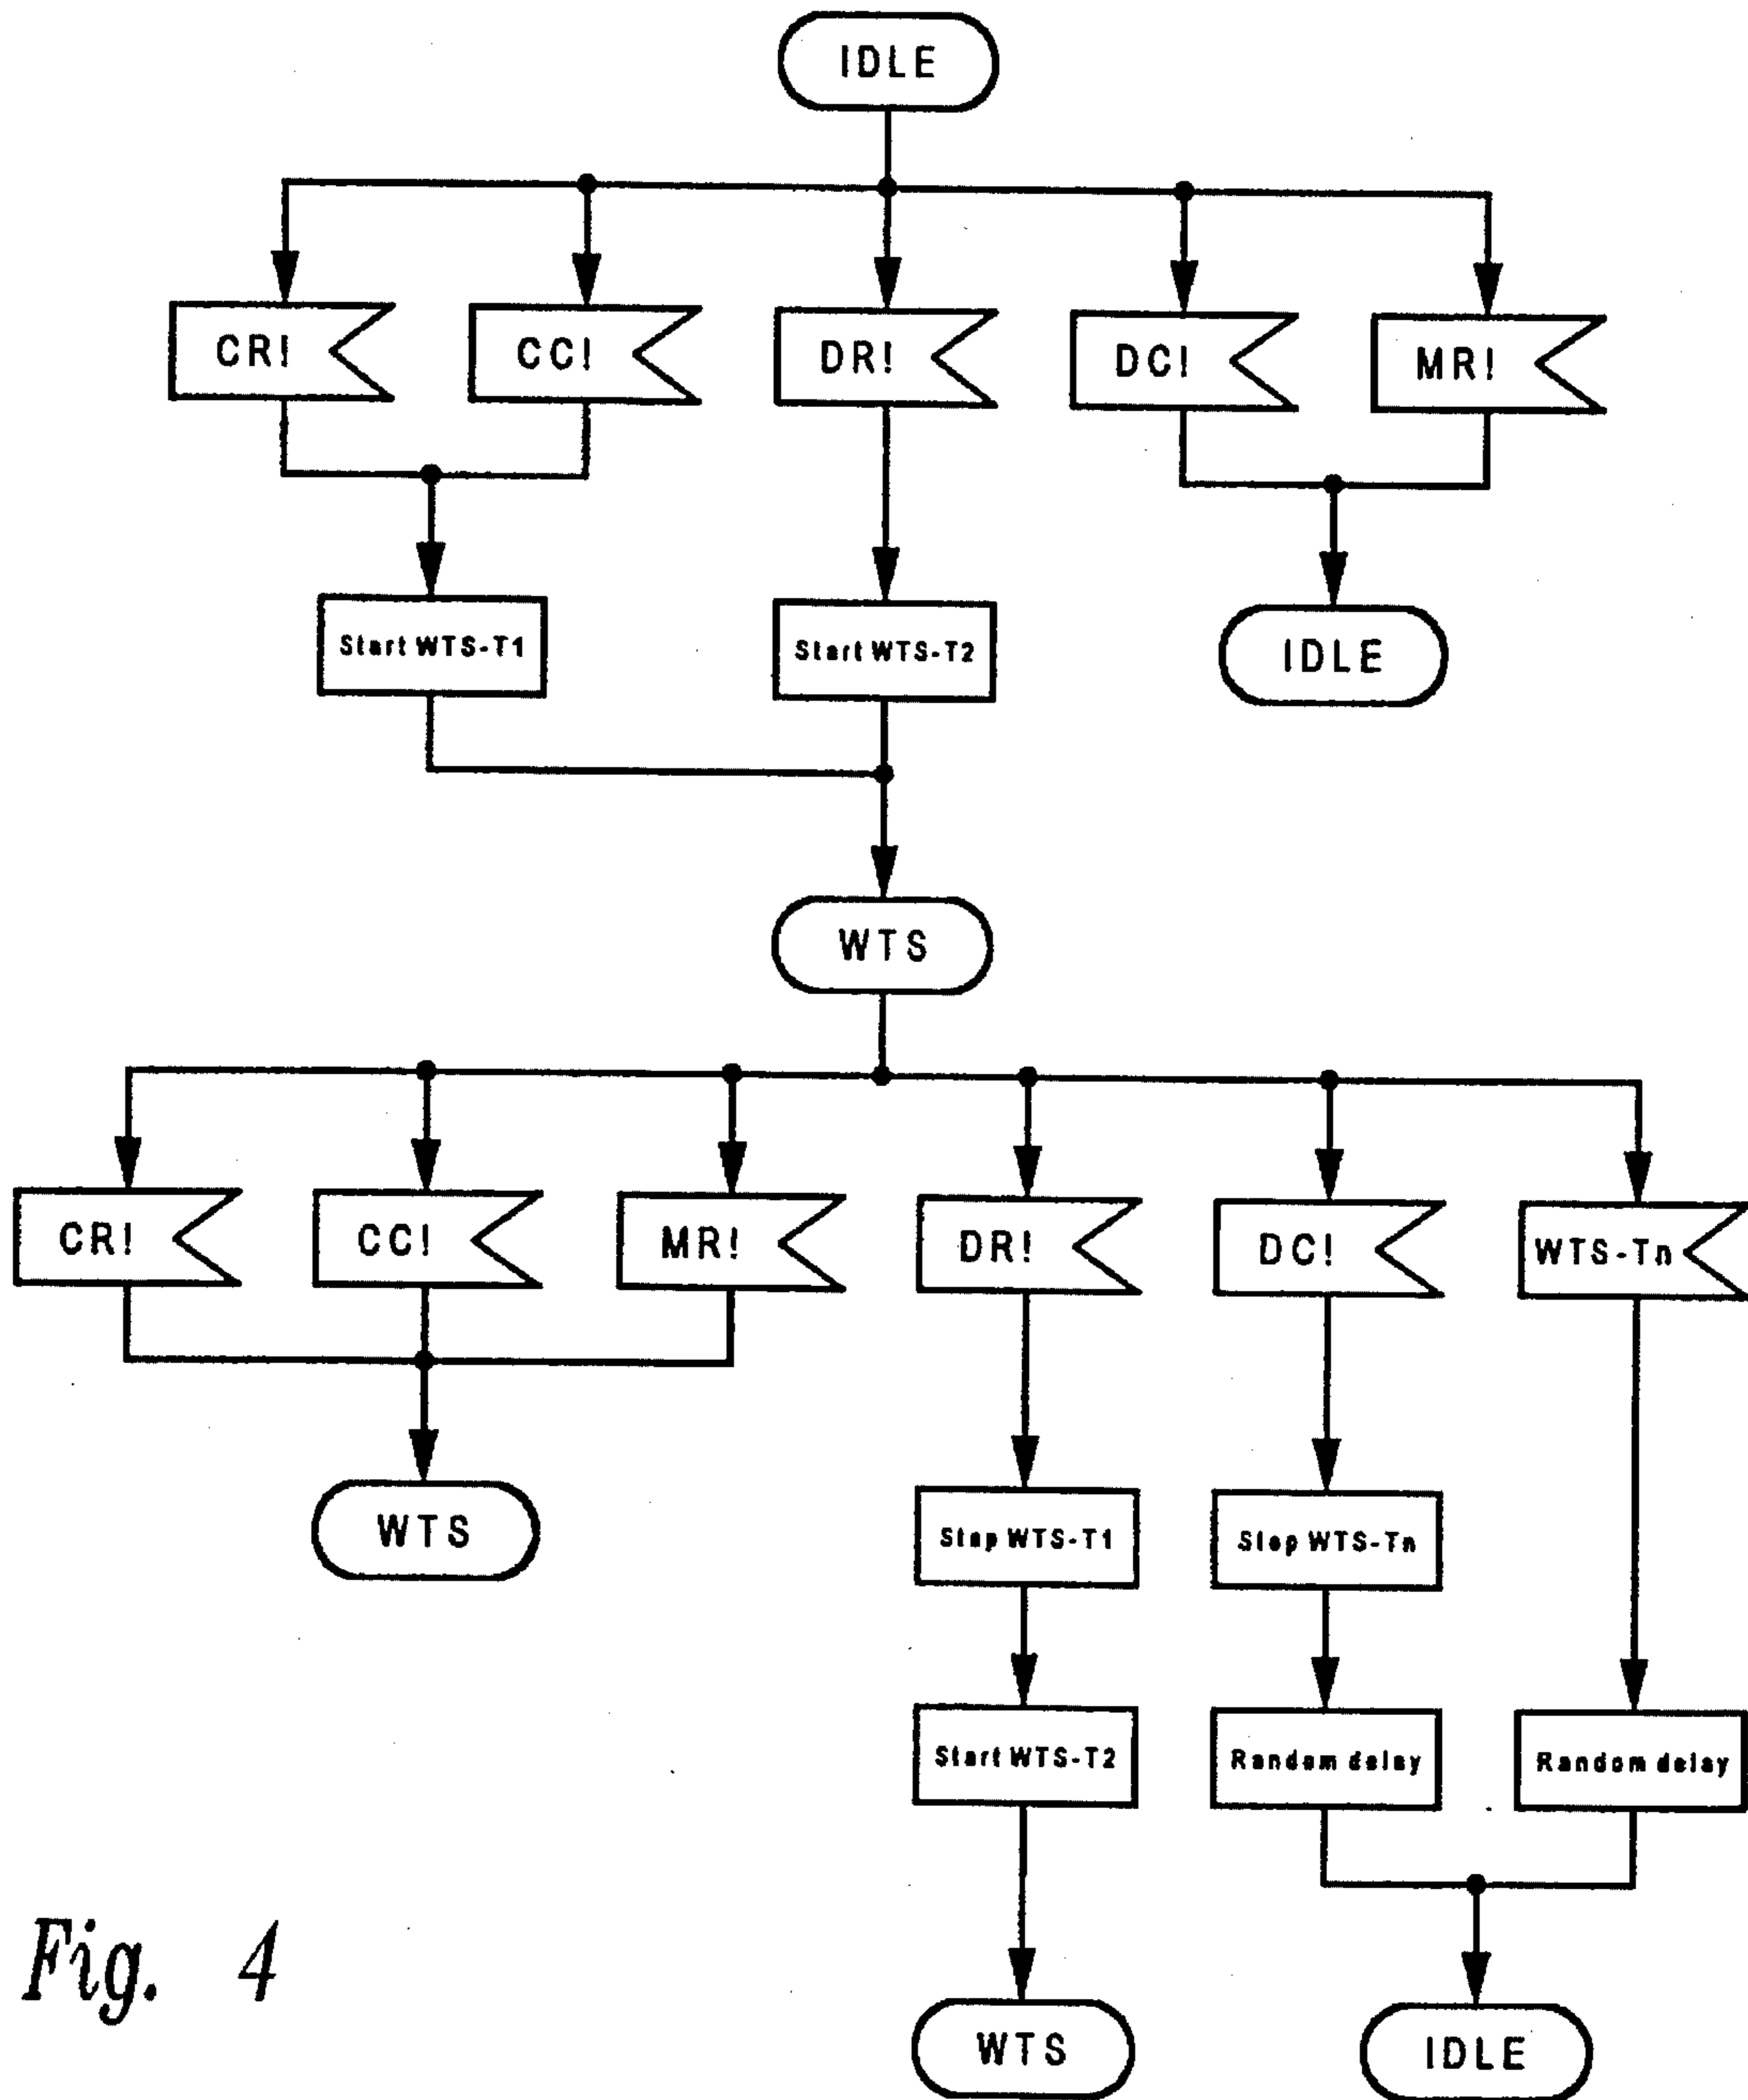 IDLE
CR!
CC!
DR!
DC!
MR!
Start WTS-T1
Start WTS-T2
IDLE
WTS
CR!
CC!
MR!
DR!
DC!
WTS-Tn
WTS
Stop WTS-T1
Stop WTS-Tn
Start WTS-T2
Random delay
Random delay
Fig. 4
WTS
IDLE